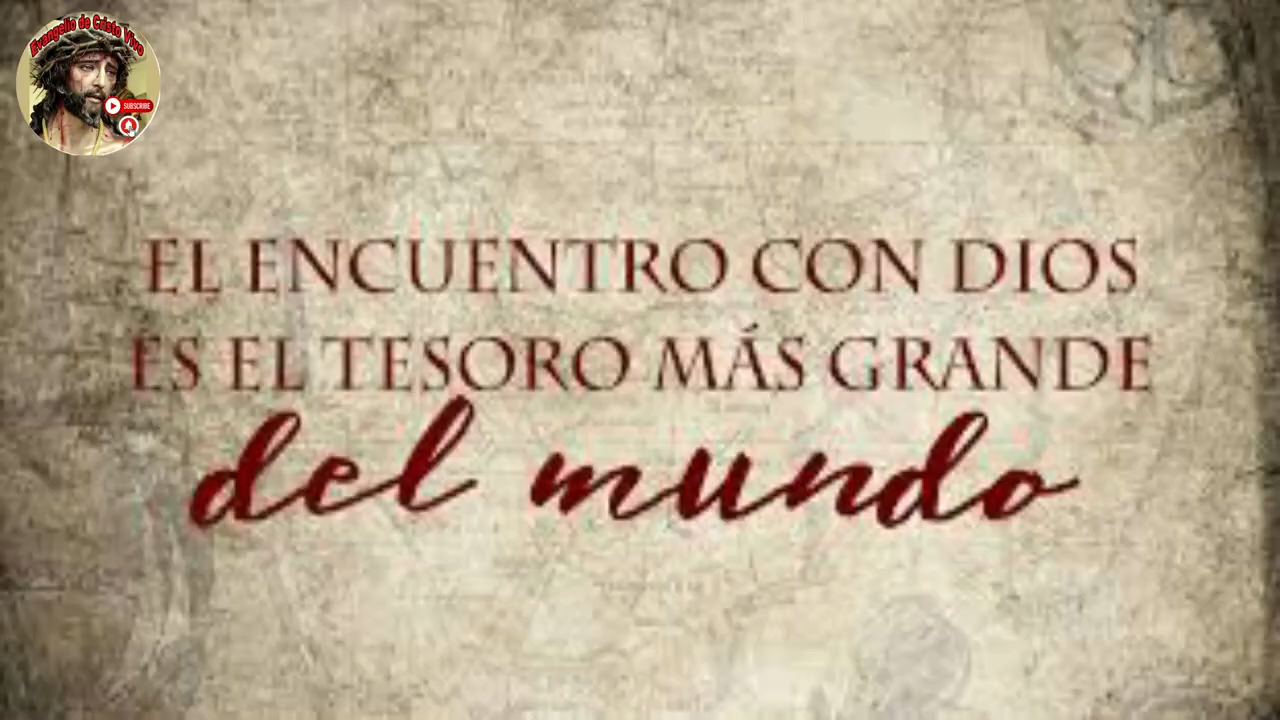 Evangelio de Cristo Vivo
SUBSCRIBE
EL ENCUENTRO CON DIOS
ES EL TESORO MÁS GRANDE
del mundo